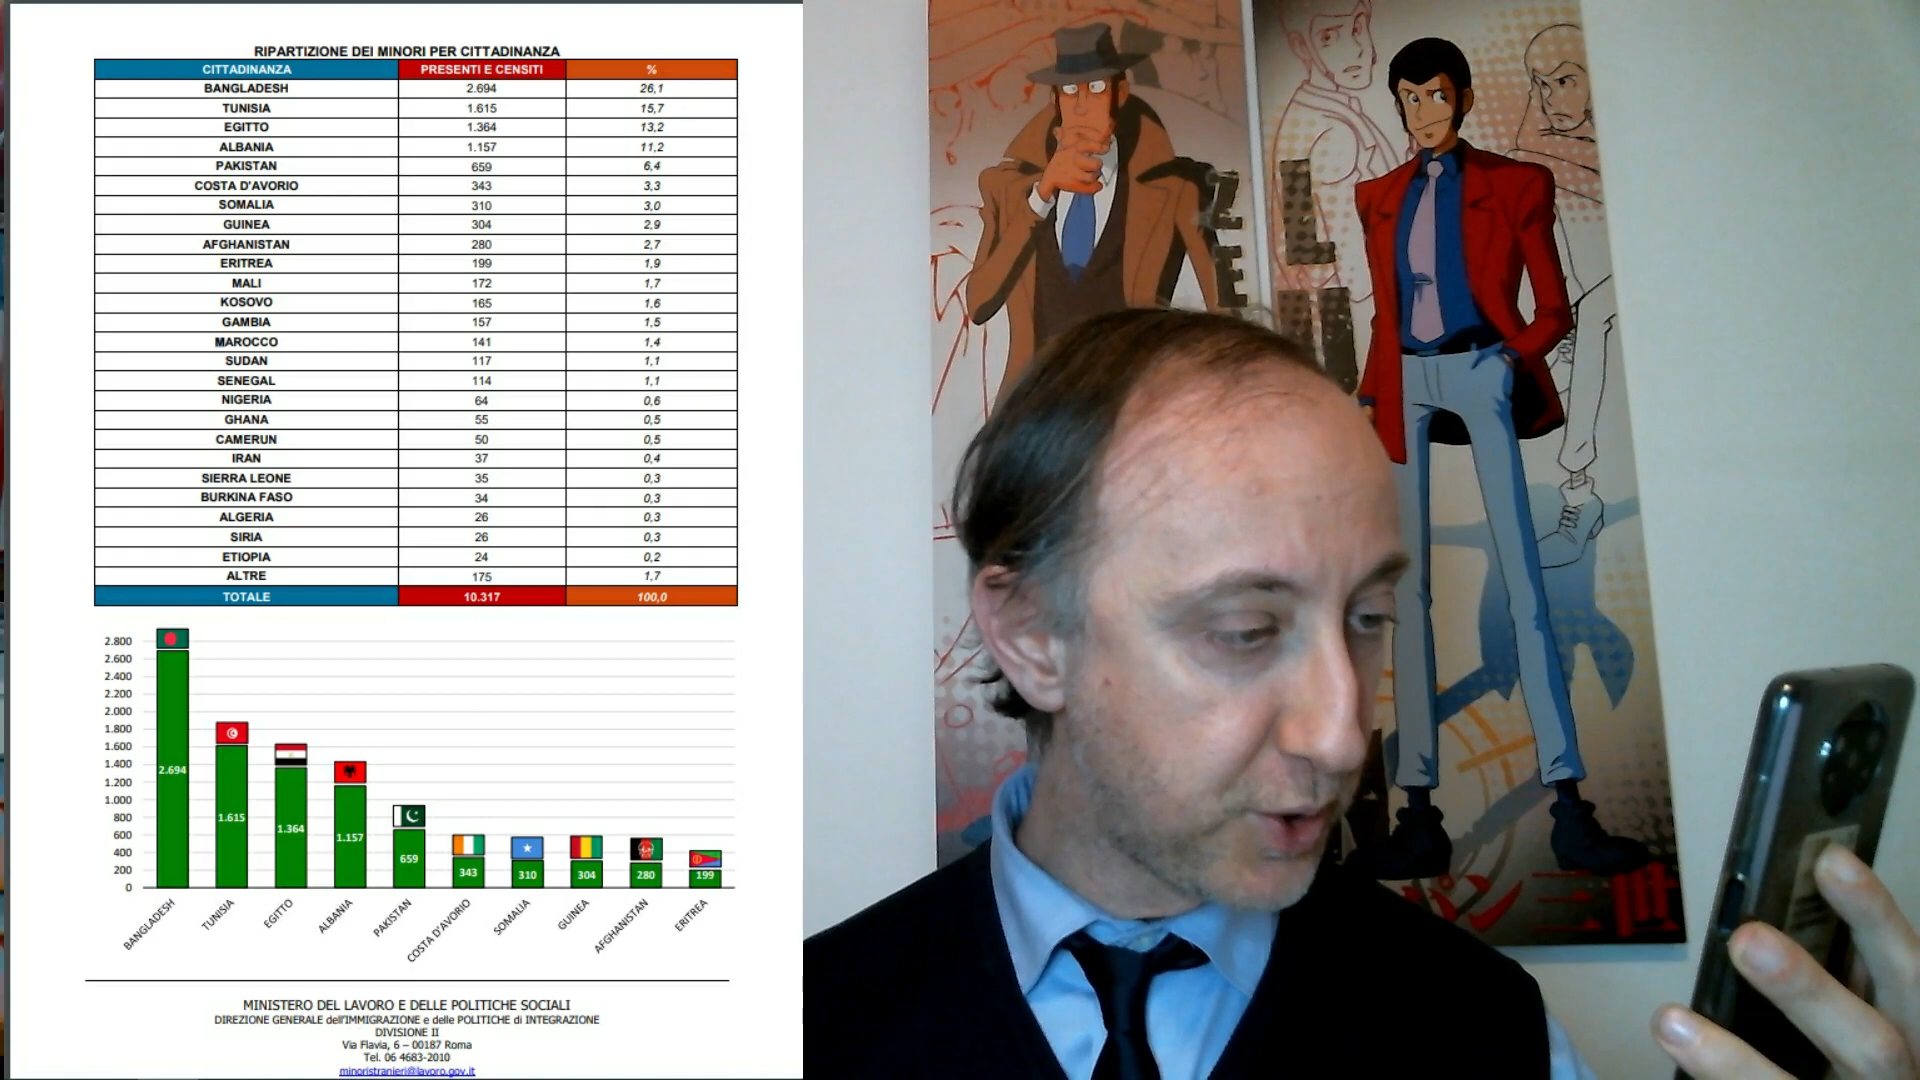 RIPARTIZIONE DEI MINORI PER CITTADINANZA
CITTADINANZA PRESENTI E CENSITI %
BANGLADESH 2.694 26,1
TUNISIA 1.615 15,7
EGITTO 1.364 13,2
ALBANIA 1.157 11,2
PAKISTAN 659 6,4
COSTA D'AVORIO 343 3,3
SOMALIA 310 3,0
GUINEA 304 2,9
AFGHANISTAN 280 2,7
ERITREA 199 1,9
MALI 172 1,7
KOSOVO 165 1,6
GAMBIA 157 1,5
MAROCCO 141 1,4
SUDAN 117 1,1
SENEGAL 114 1,1
NIGERIA 64 0,6
GHANA 55 0,5
CAMERUN 50 0,5
IRAN 37 0,4
SIERRA LEONE 35 0,3
BURKINA FASO 34 0,3
ALGERIA 26 0,3
SIRIA 26 0,3
ETIOPIA 24 0,2
ALTRE 175 1,7
TOTALE 10.317 100,0
2.800
2.600
2.400
2.200
2.000
1.800
1.600
1.400
1.200
1.000
800
600
400
200
0
2.694 1.615 1.364 1.157 659 343 310 304 280 199
BANGLADESH TUNISIA EGITTO ALBANIA PAKISTAN COSTA D'AVORIO SOMALIA GUINEA AFGHANISTAN ERITREA
MINISTERO DEL LAVORO E DELLE POLITICHE SOCIALI
DIREZIONE GENERALE dell'IMMIGRAZIONE e delle POLITICHE di INTEGRAZIONE
DIVISIONE II
Via Flavia, 6 – 00187 Roma
Tel. 06 4683-2010
minoristranieri@lavoro.gov.it
パン三世